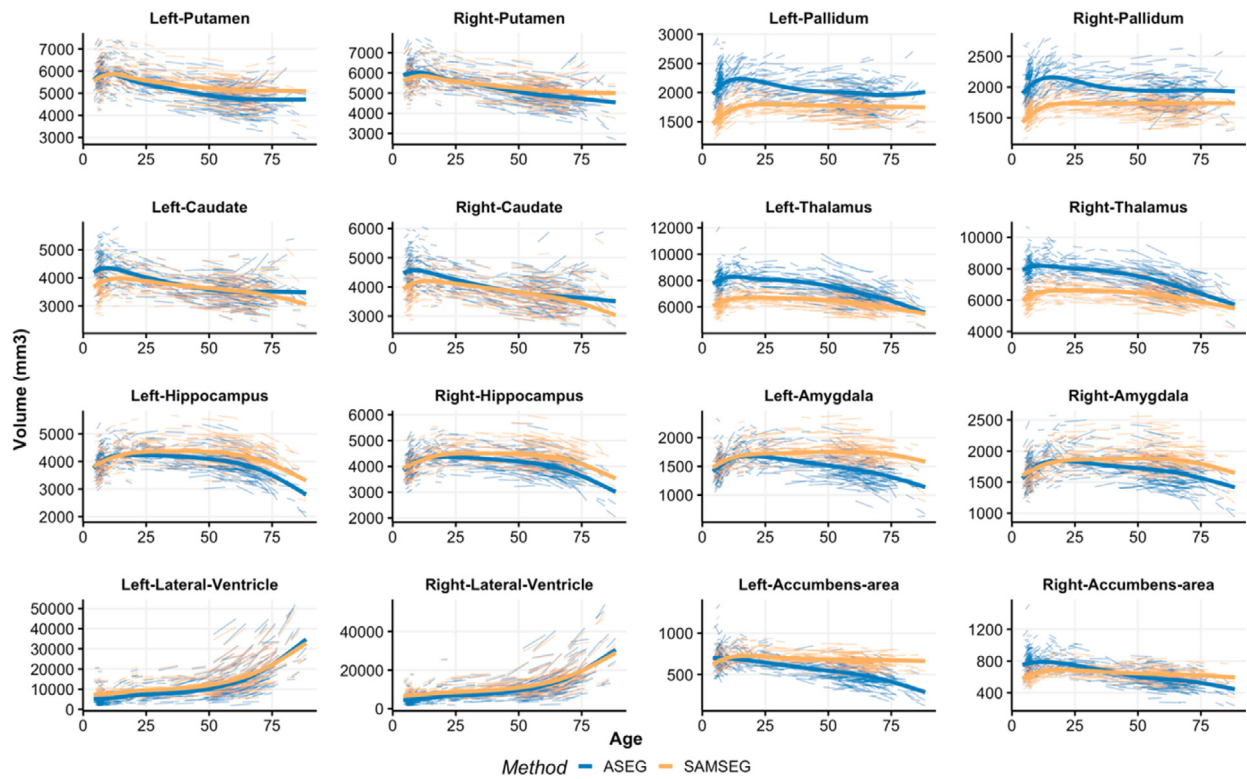 Left-Putamen Right-Putamen Left-Pallidum Right-Pallidum
7000 6000 5000 4000 3000
7000 6000 5000 4000 3000
3000 2500 2000 1500
2500 2000 1500
0 25 50 75 0 25 50 75 0 25 50 75 0 25 50 75
Left-Caudate Right-Caudate Left-Thalamus Right-Thalamus
5000 4000 3000
6000 5000 4000 3000
12000 10000 8000 6000
10000 8000 6000 4000
0 25 50 75 0 25 50 75 0 25 50 75 0 25 50 75
Volume (mm3)
Left-Hippocampus Right-Hippocampus Left-Amygdala Right-Amygdala
5000 4000 3000 2000
6000 5000 4000 3000 2000
2000 1500 1000
2500 2000 1500 1000
0 25 50 75 0 25 50 75 0 25 50 75 0 25 50 75
Left-Lateral-Ventricle Right-Lateral-Ventricle Left-Accumbens-area Right-Accumbens-area
50000 40000 30000 20000 10000 0
40000 20000 0
1000 500
1200 800 400
0 25 50 75 0 25 50 75 0 25 50 75 0 25 50 75
Age
Method ASEG SAMSEG